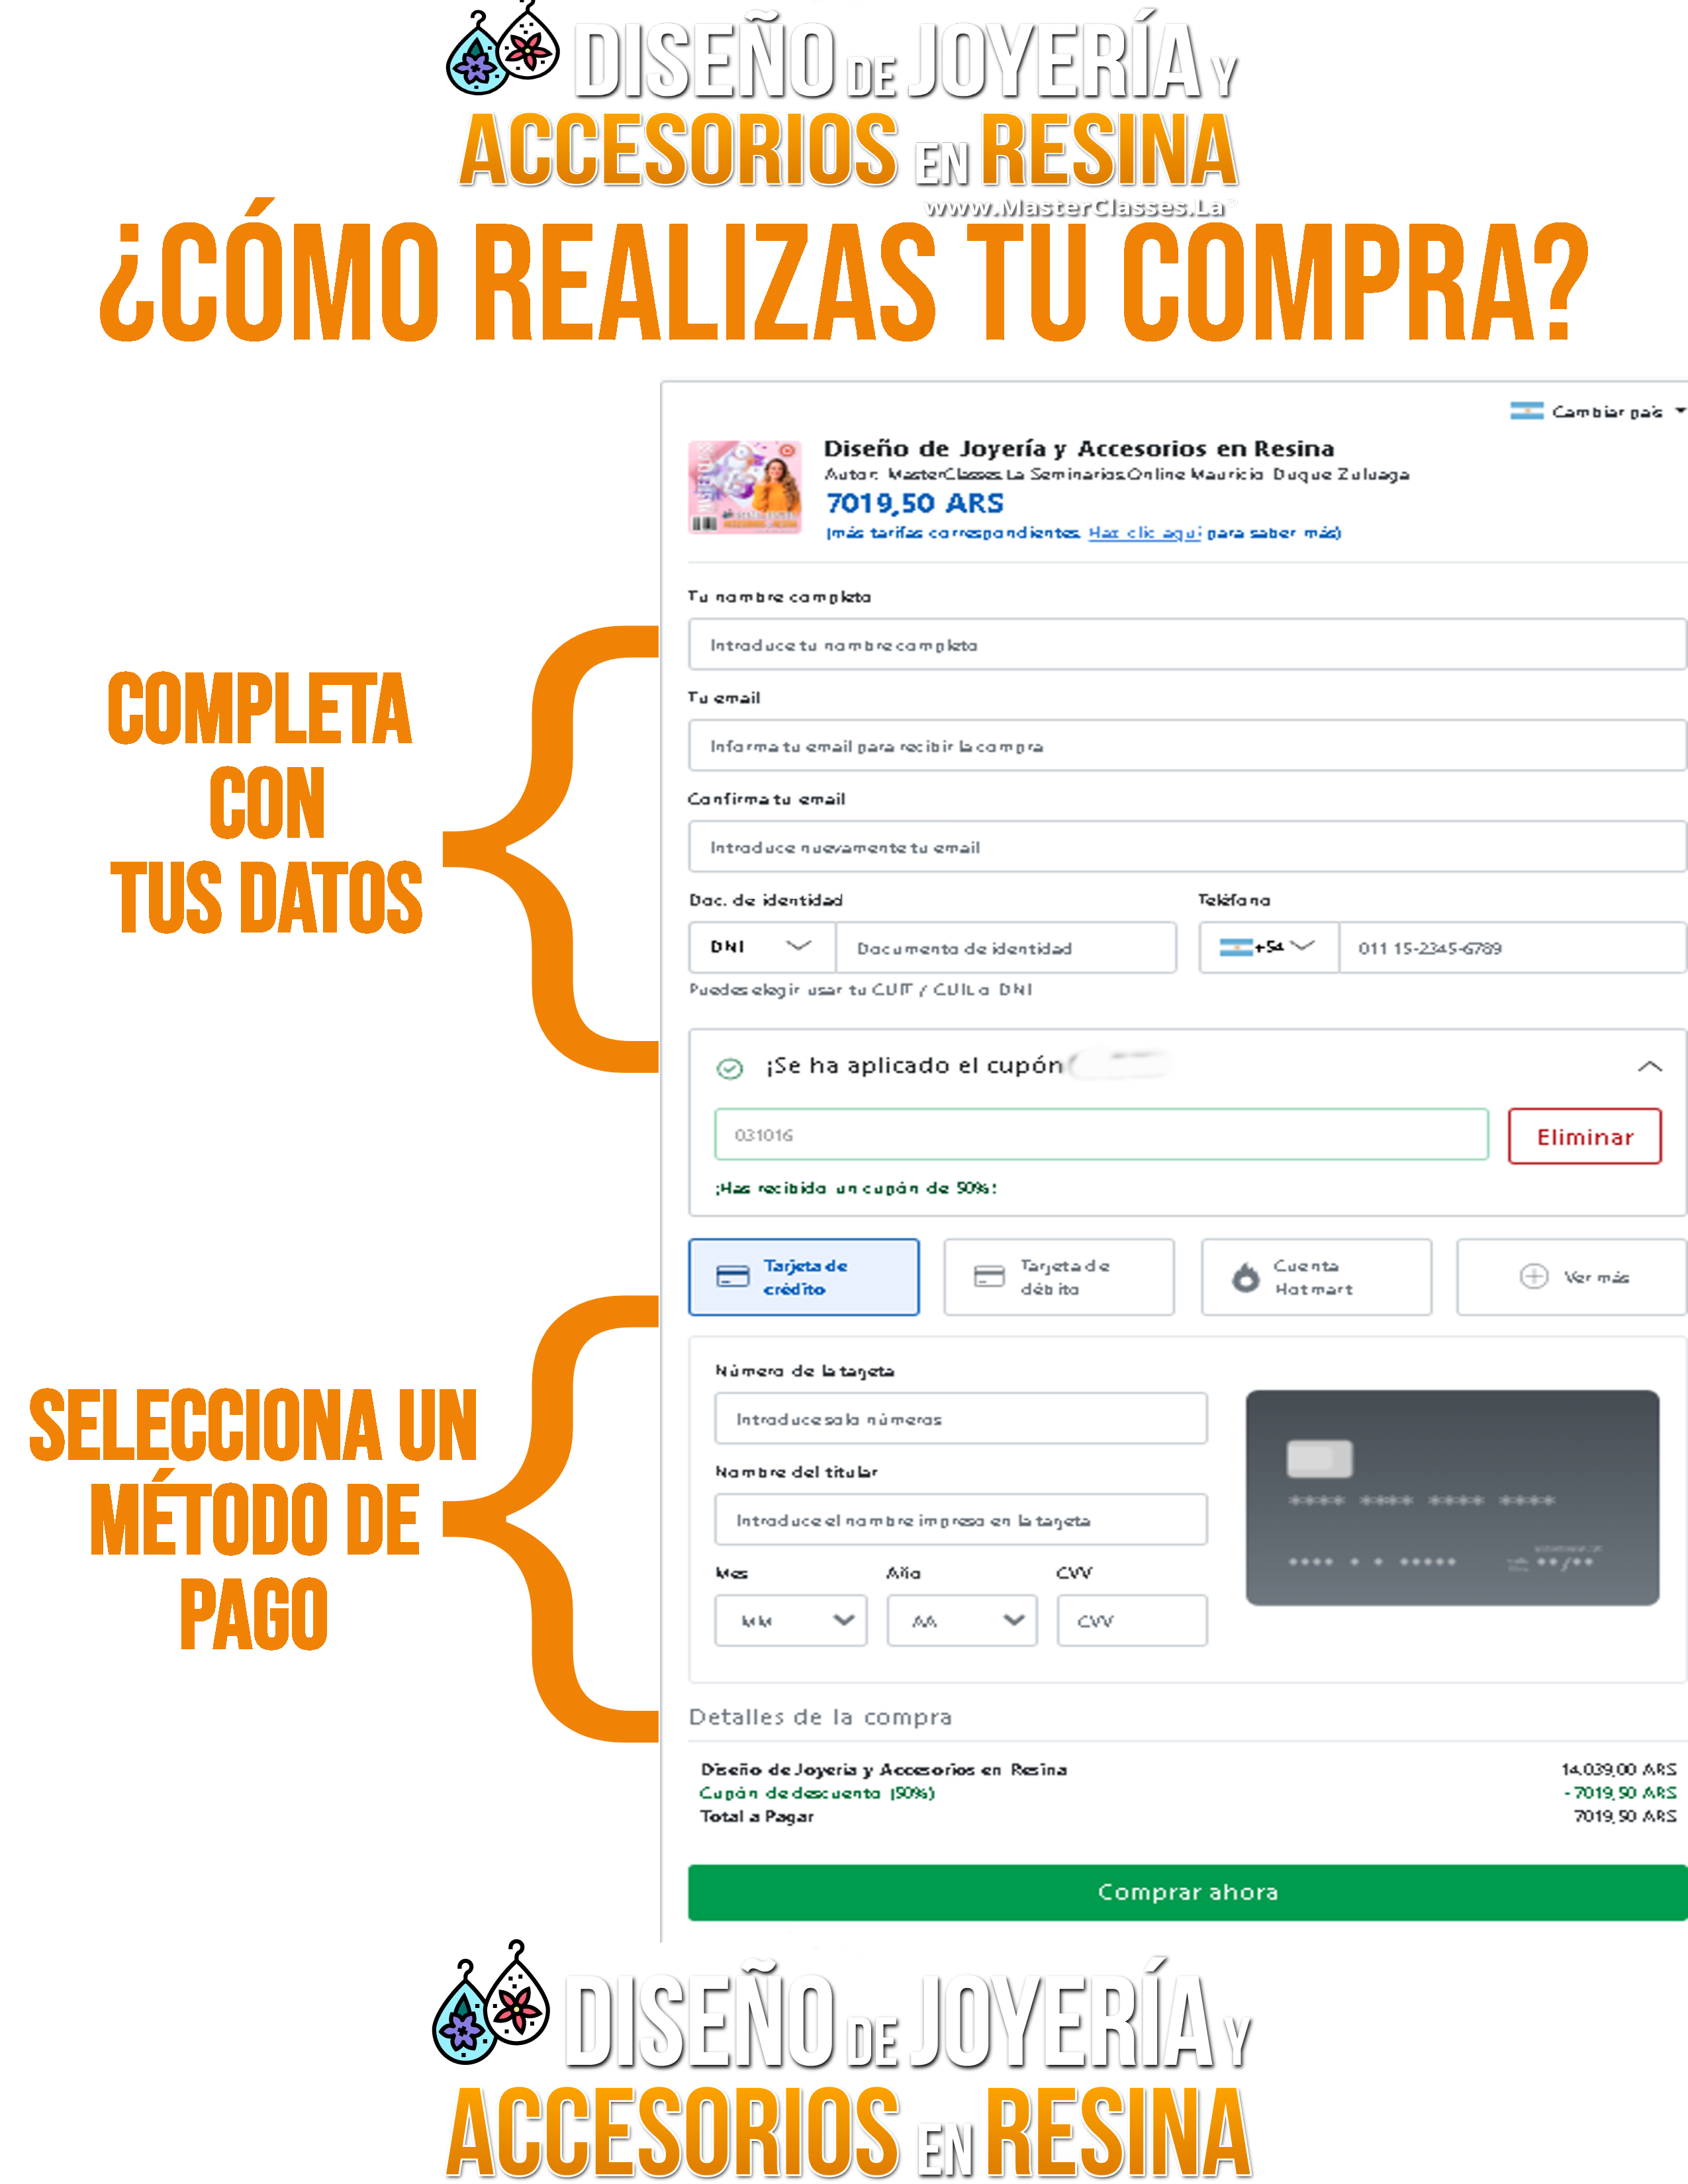 DISEÑO DE JOYERÍA Y
ACCESORIOS EN RESINA
www.MasterClasses.La
¿CÓMO REALIZAS TU COMPRA?
Cambiar país
Diseño de Joyería y Accesorios en Resina
Autor: MasterClasses.La Seminarios Online Mauricio Duque Zuluaga
7019,50 ARS
(más tarifas correspondientes. Haz clic aquí para saber más)
COMPLETA
CON
TUS DATOS
Tu nombre completo
Introduce tu nombre completo
Tu email
Informa tu email para recibir la compra
Confirma tu email
Introduce nuevamente tu email
Doc. de identidad Teléfono
DNI Documento de identidad +54 011 15-2345-6789
Puedes elegir usar tu CUIT / CUIL o DNI
¡Se ha aplicado el cupón
031016 Eliminar
¡Has recibido un cupón de 50%!
SELECCIONA UN
MÉTODO DE
PAGO
Tarjeta de crédito
Tarjeta de débito
Cuenta Hotmart
Ver más
Número de la tarjeta
Introduce solo números
Nombre del titular
Introduce el nombre impreso en la tarjeta
Mes Año CVV
MM AA CVV
**** **** **** ****
Detalles de la compra
Diseño de Joyería y Accesorios en Resina 14.039,00 ARS
Cupón de descuento (50%) - 7019,50 ARS
Total a Pagar 7019,50 ARS
Comprar ahora
DISEÑO DE JOYERÍA Y
ACCESORIOS EN RESINA